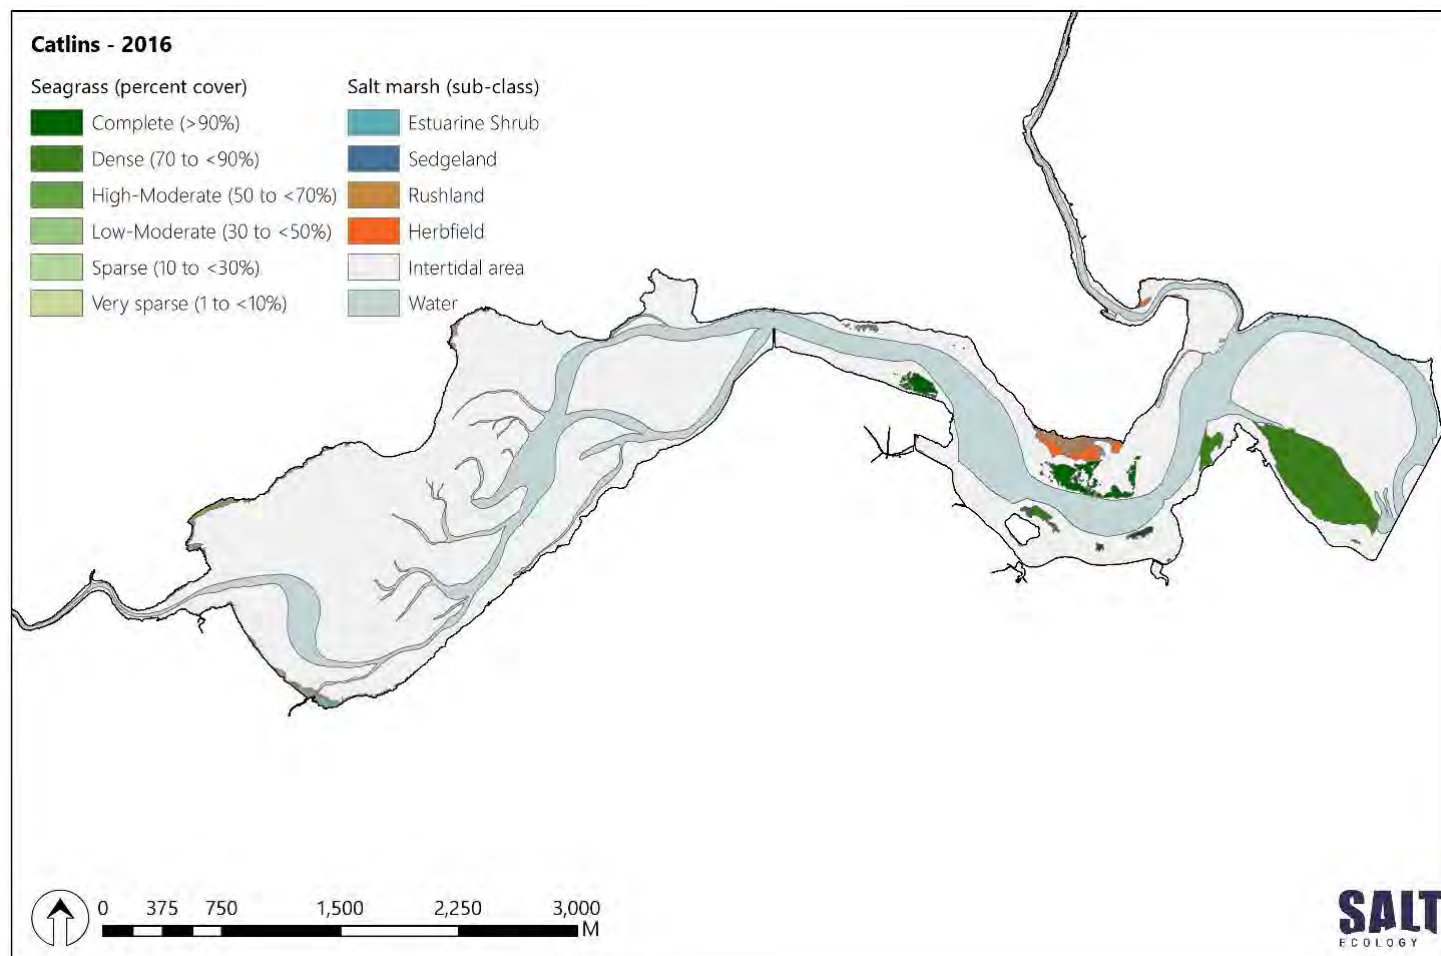 Catlins - 2016
Seagrass (percent cover)
Complete (>90%)
Dense (70 to <90%)
High-Moderate (50 to <70%)
Low-Moderate (30 to <50%)
Sparse (10 to <30%)
Very sparse (1 to <10%)
Salt marsh (sub-class)
Estuarine Shrub
Sedgeland
Rushland
Herbfield
Intertidal area
Water
0 375 750 1,500 2,250 3,000
M
SALT
ECOLOGY